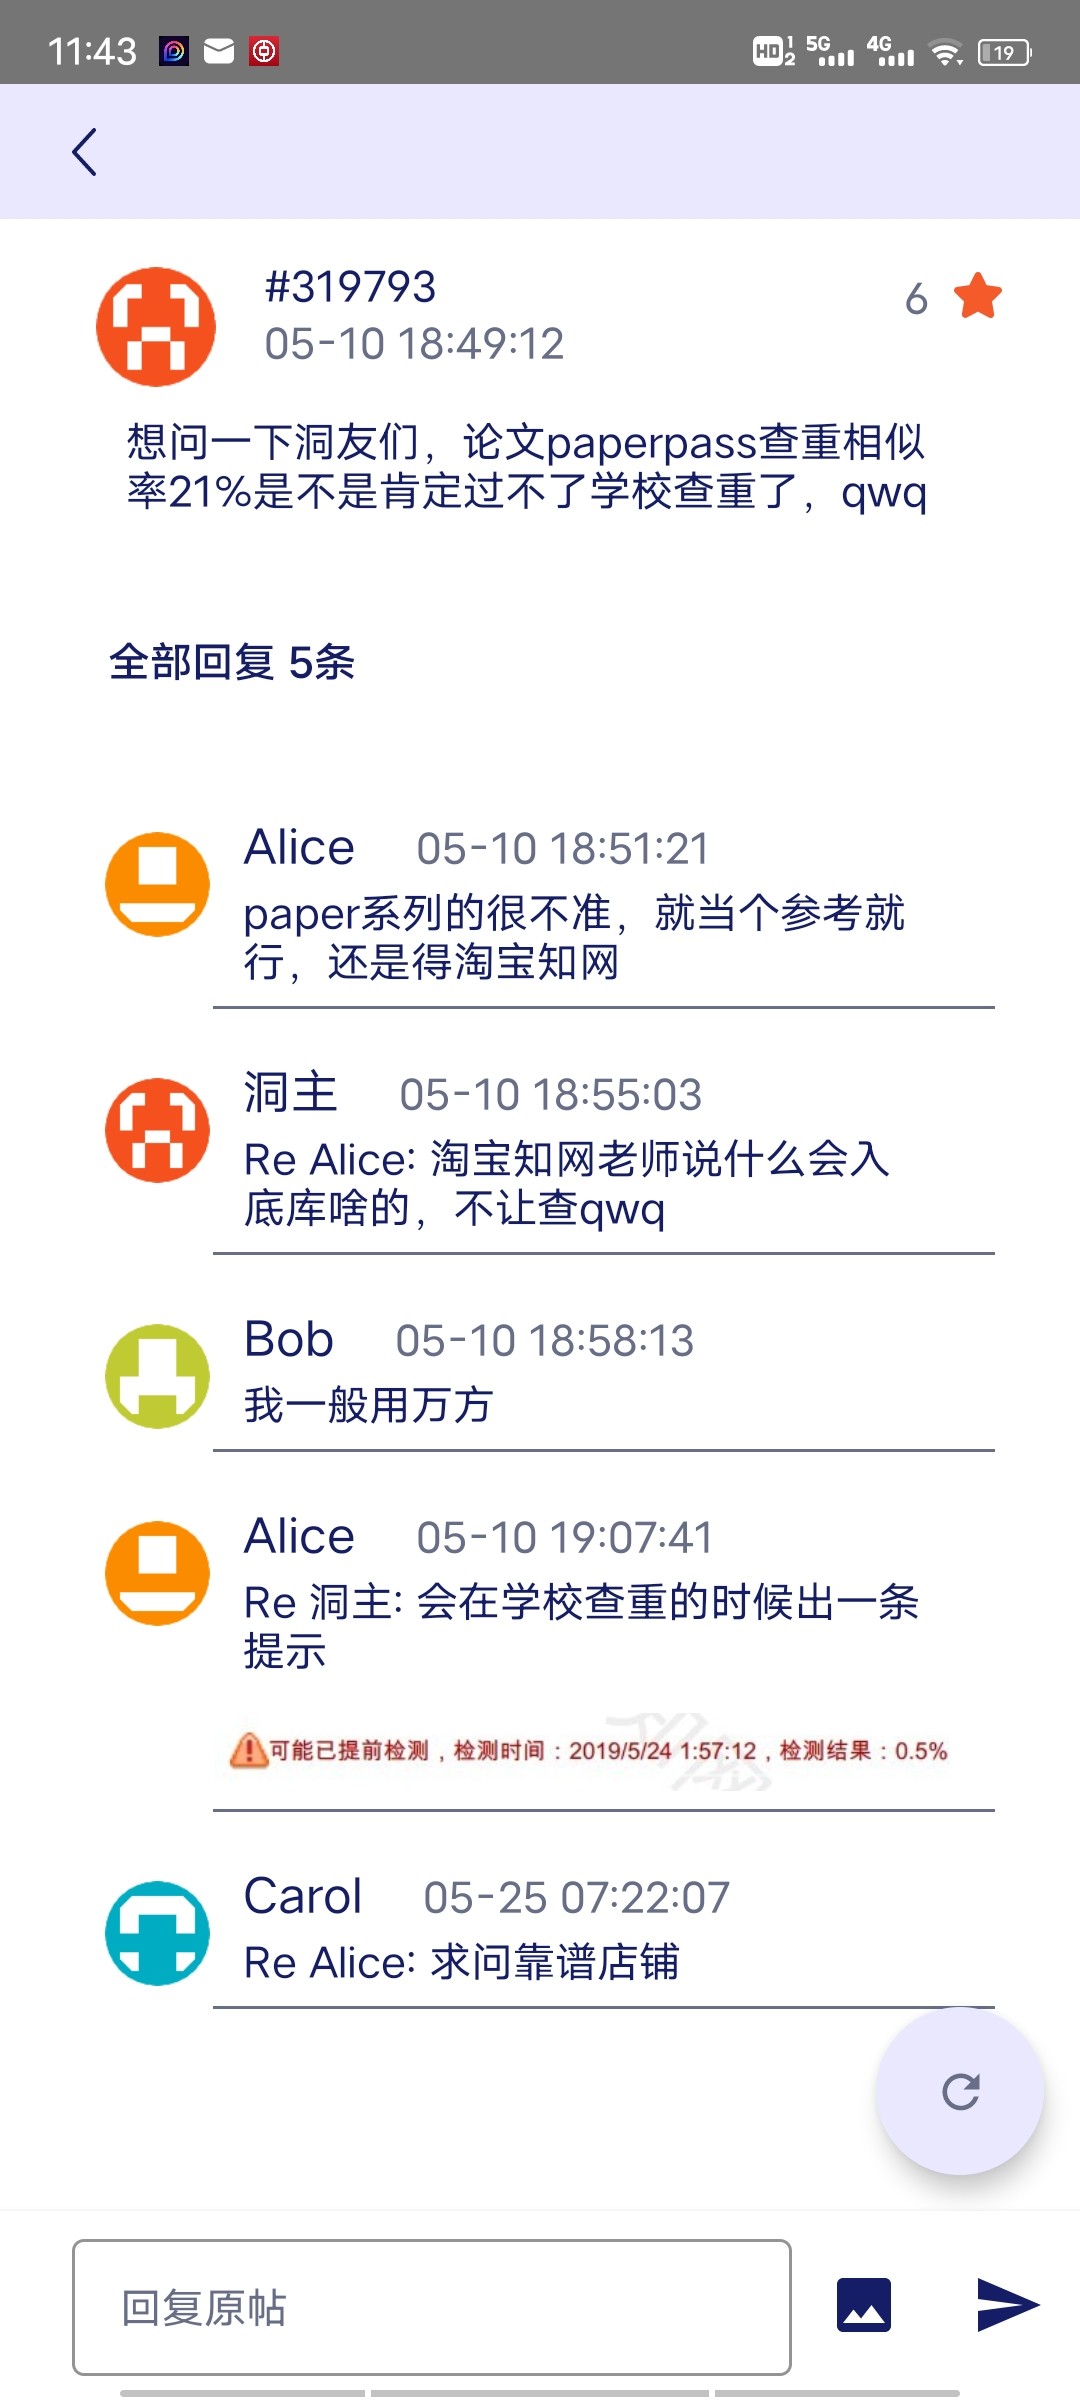 11:43
HD 1 2 5G 4G 19
#319793
6
05-10 18:49:12
想问一下洞友们，论文paperpass查重相似
率21%是不是肯定过不了学校查重了，qwq
全部回复 5条
Alice 05-10 18:51:21
paper系列的很不准，就当个参考就
行，还是得淘宝知网
洞主 05-10 18:55:03
Re Alice: 淘宝知网老师说什么会入
底库啥的，不让查qwq
Bob 05-10 18:58:13
我一般用万方
Alice 05-10 19:07:41
Re 洞主: 会在学校查重的时候出一条
提示
可能已提前检测，检测时间：2019/5/24 1:57:12，检测结果：0.5%
Carol 05-25 07:22:07
Re Alice: 求问靠谱店铺
回复原帖